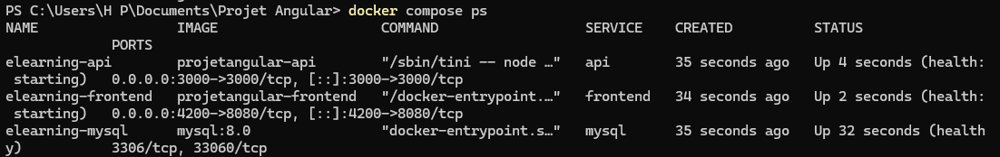 PS C:\Users\H P\Documents\Projet Angular> docker compose ps
NAME IMAGE COMMAND SERVICE CREATED STATUS
PORTS
elearning-api projetangular-api "/sbin/tini -- node …" api 35 seconds ago Up 4 seconds (health:
starting) 0.0.0.0:3000->3000/tcp, [::]:3000->3000/tcp
elearning-frontend projetangular-frontend "/docker-entrypoint.…" frontend 34 seconds ago Up 2 seconds (health:
starting) 0.0.0.0:4200->8080/tcp, [::]:4200->8080/tcp
elearning-mysql mysql:8.0 "docker-entrypoint.s…" mysql 35 seconds ago Up 32 seconds (health
y) 3306/tcp, 33060/tcp